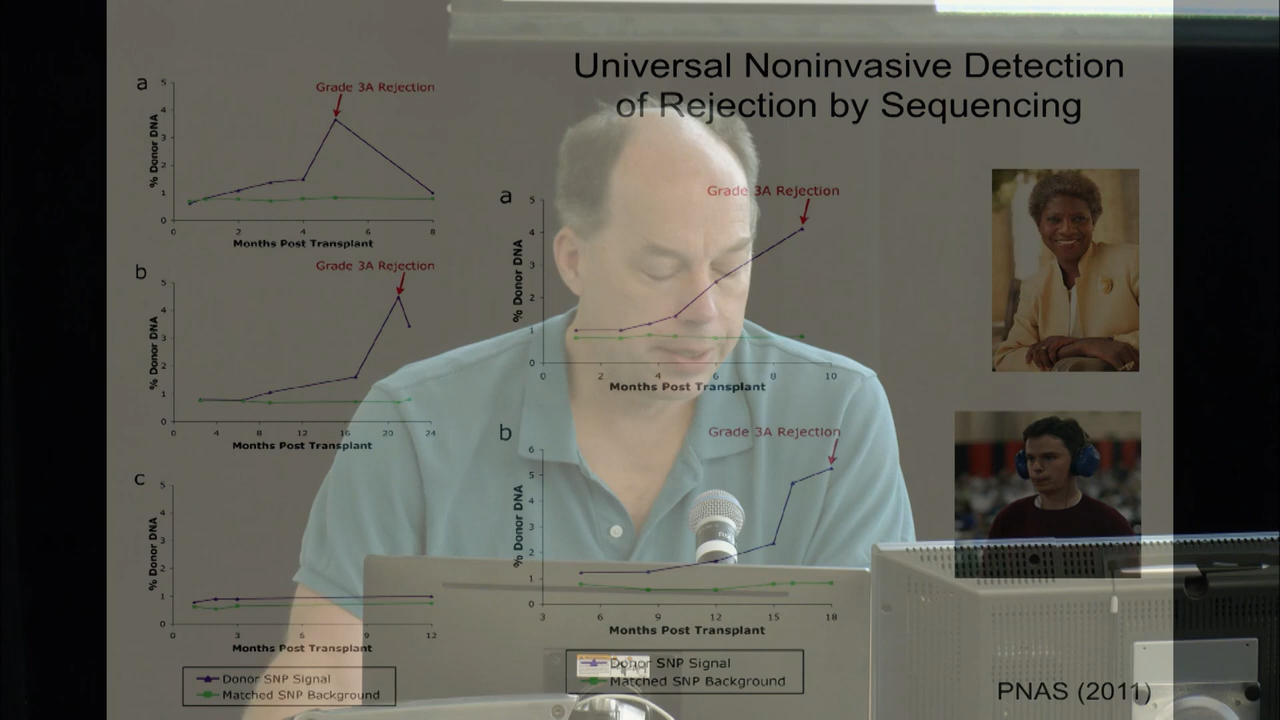 Universal Noninvasive Detection
of Rejection by Sequencing
a
Grade 3A Rejection
% Donor DNA
5
4
3
2
1
0
0 2 4 6 8
Months Post Transplant
b
Grade 3A Rejection
% Donor DNA
5
4
3
2
1
0
0 4 8 12 16 20 24
Months Post Transplant
c
% Donor DNA
5
4
3
2
1
0
0 3 6 9 12
Months Post Transplant
Donor SNP Signal
Matched SNP Background
a
Grade 3A Rejection
% Donor DNA
5
4
3
2
1
0
0 2 4 6 8 10
Months Post Transplant
b
Grade 3A Rejection
% Donor DNA
6
5
4
3
2
1
0
3 6 9 12 15 18
Months Post Transplant
Donor SNP Signal
Matched SNP Background
PNAS (2011)